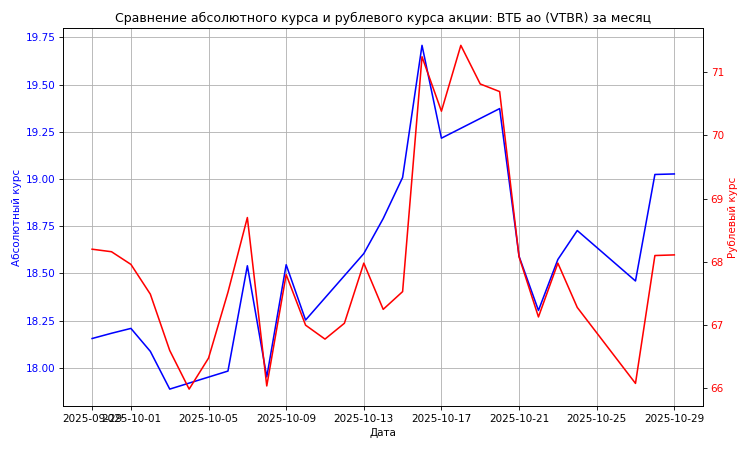 Сравнение абсолютного курса и рублевого курса акции: ВТБ ао (VTBR) за месяц
19.75
19.50
19.25
19.00
18.75
18.50
18.25
18.00
Абсолютный курс
71
70
69
68
67
66
Рублевый курс
2025-09-29 2025-10-01 2025-10-05 2025-10-09 2025-10-13 2025-10-17 2025-10-21 2025-10-25 2025-10-29
Дата